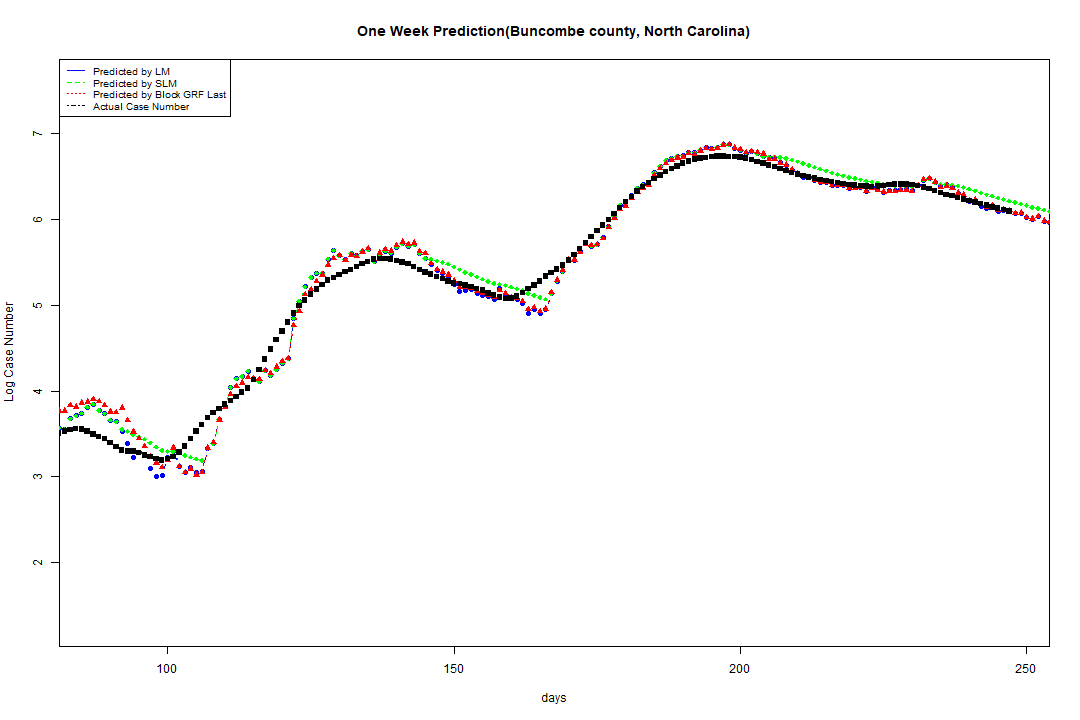 One Week Prediction(Buncombe county, North Carolina)
Predicted by LM
Predicted by SLM
Predicted by Block GRF Last
Actual Case Number
7
6
5
4
3
2
Log Case Number
100 150 200 250
days